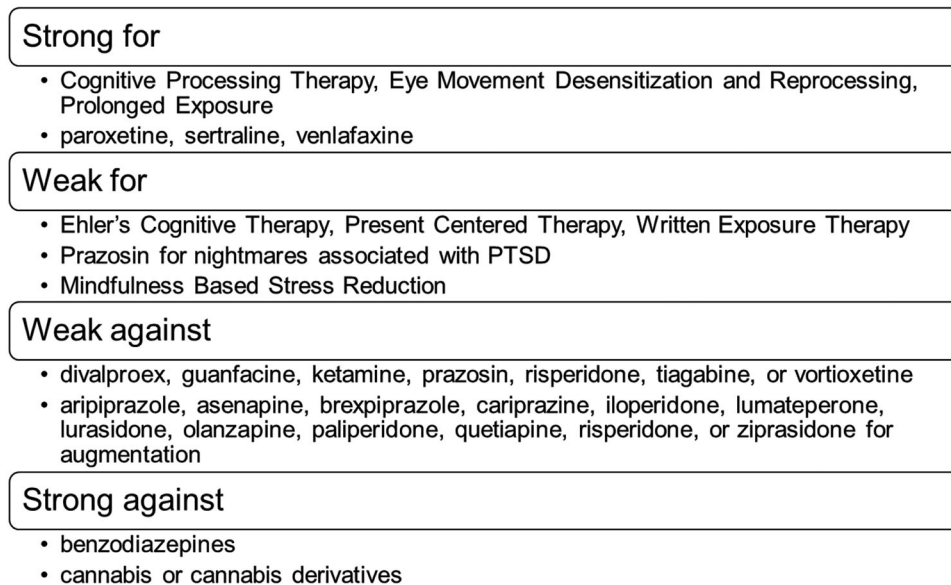 Strong for
• Cognitive Processing Therapy, Eye Movement Desensitization and Reprocessing,
Prolonged Exposure
• paroxetine, sertraline, venlafaxine
Weak for
• Ehler's Cognitive Therapy, Present Centered Therapy, Written Exposure Therapy
• Prazosin for nightmares associated with PTSD
• Mindfulness Based Stress Reduction
Weak against
• divalproex, guanfacine, ketamine, prazosin, risperidone, tiagabine, or vortioxetine
• aripiprazole, asenapine, brexpiprazole, cariprazine, iloperidone, lumateperone,
lurasidone, olanzapine, paliperidone, quetiapine, risperidone, or ziprasidone for
augmentation
Strong against
• benzodiazepines
• cannabis or cannabis derivatives